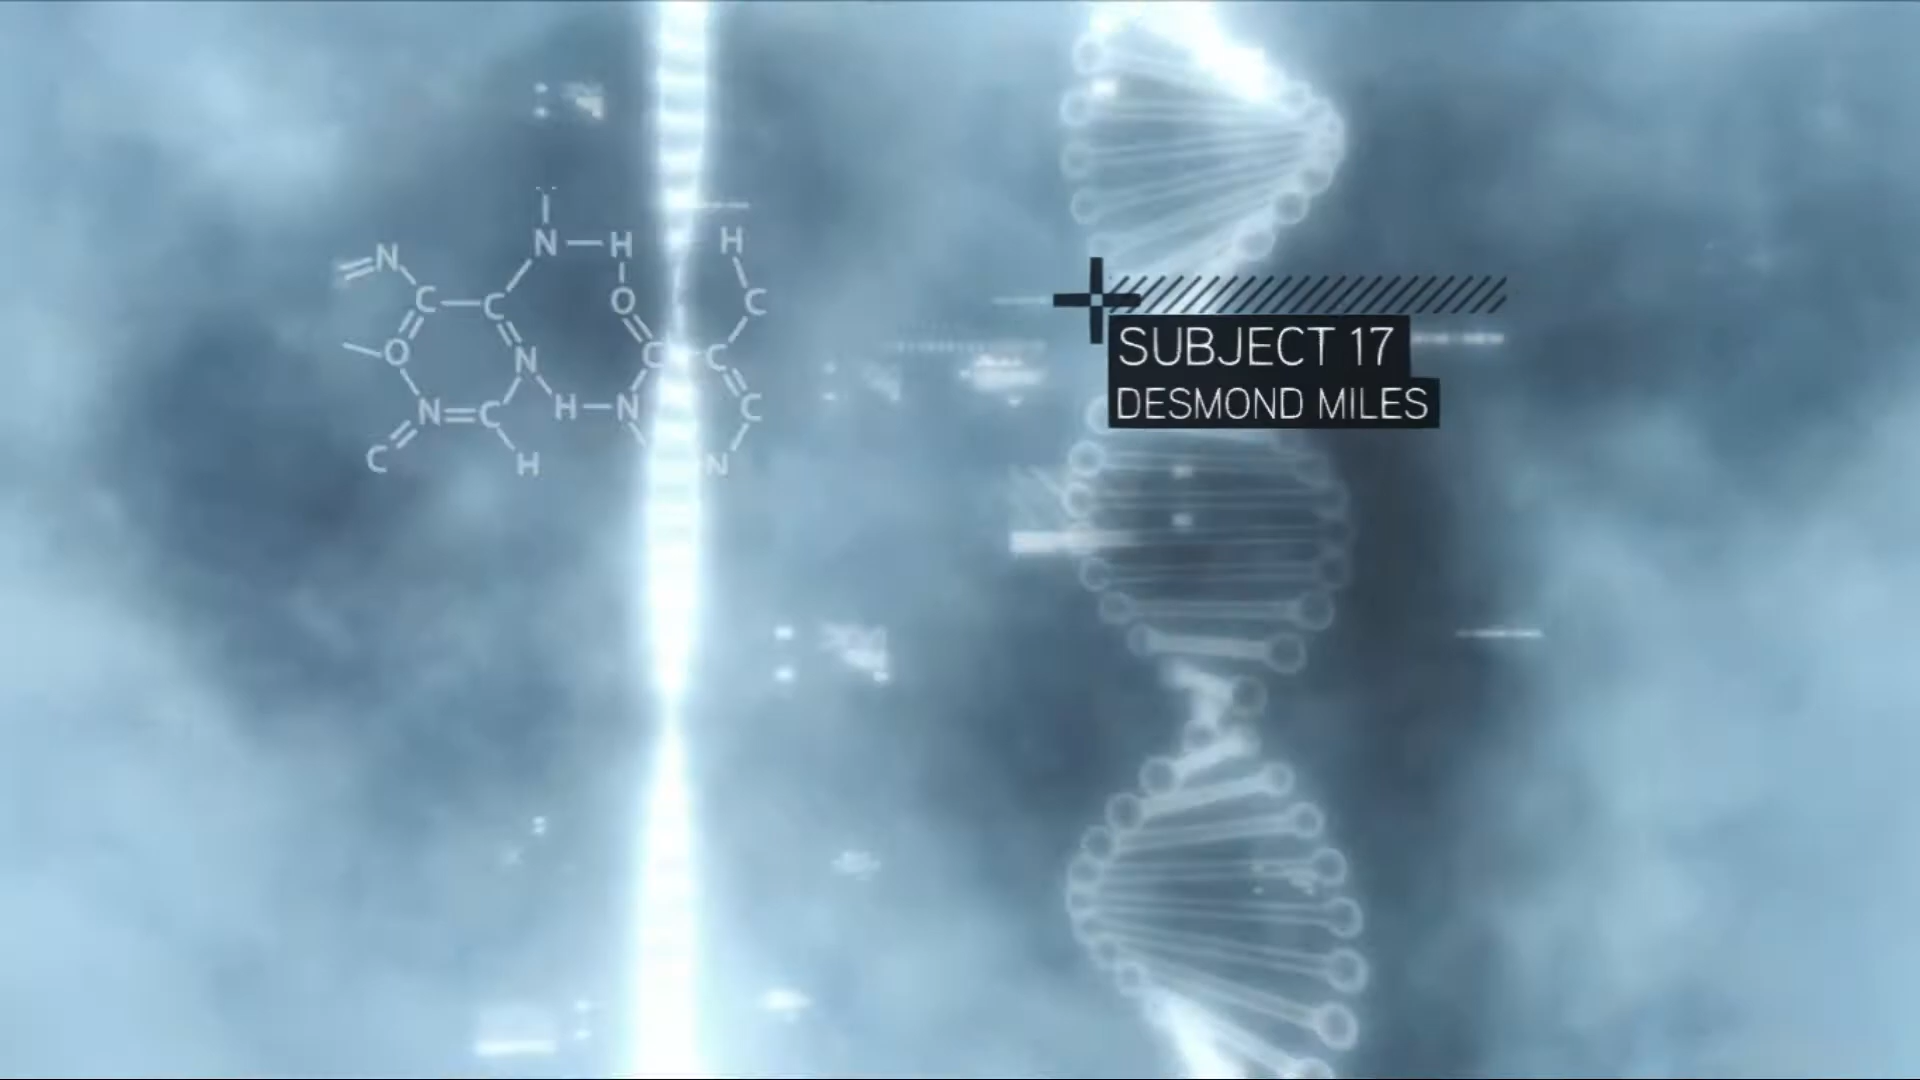 N
N H
H
C C O C
O N C C
N C H N C
C H N
SUBJECT 17
DESMOND MILES